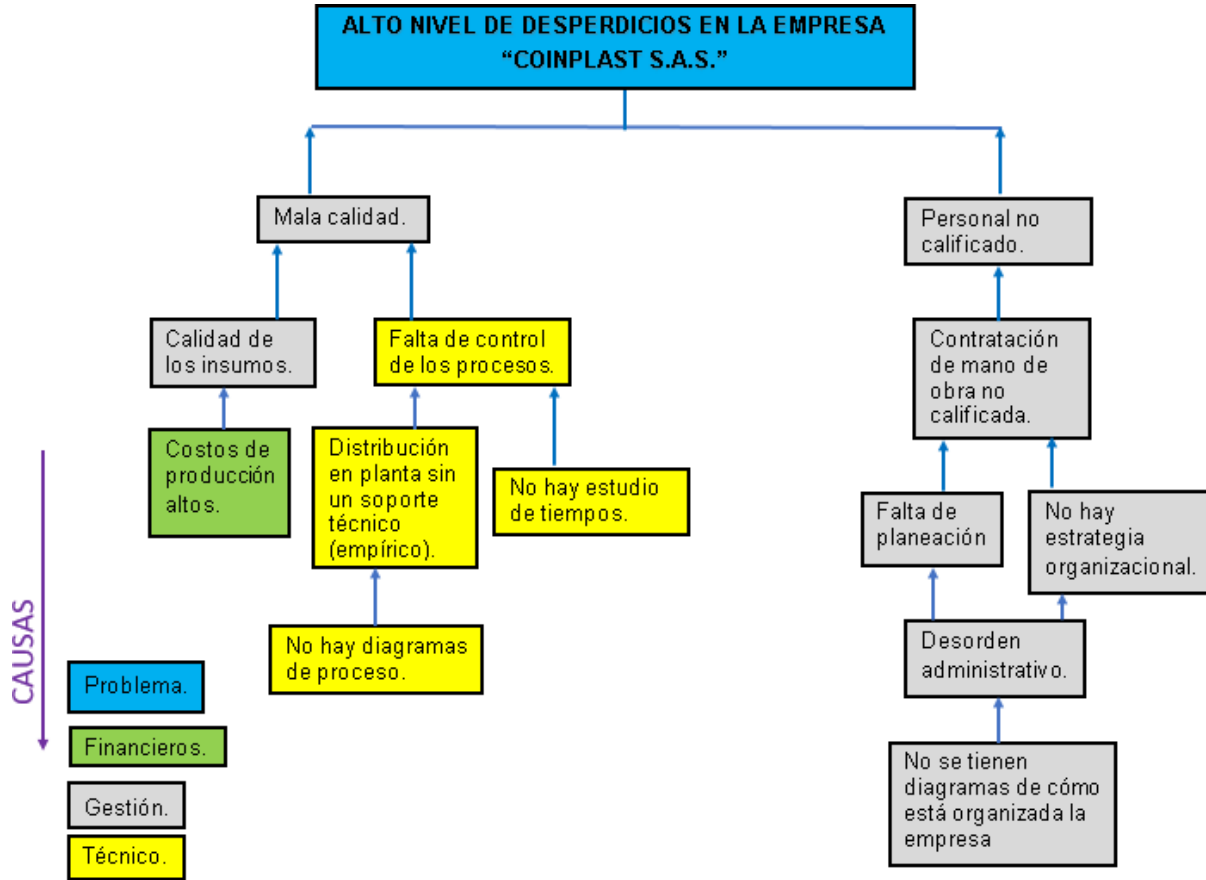 ALTO NIVEL DE DESPERDICIOS EN LA EMPRESA
“COINPLAST S.A.S.”
Mala calidad.
Personal no
calificado.
Calidad de
los insumos.
Falta de control
de los procesos.
Contratación
de mano de
obra no
calificada.
Costos de
producción
altos.
Distribución
en planta sin
un soporte
técnico
(empírico).
No hay estudio
de tiempos.
Falta de
planeación
No hay
estrategia
organizacional.
No hay diagramas
de proceso.
Desorden
administrativo.
No se tienen
diagramas de cómo
está organizada la
empresa
CAUSAS
Problema.
Financieros.
Gestión.
Técnico.